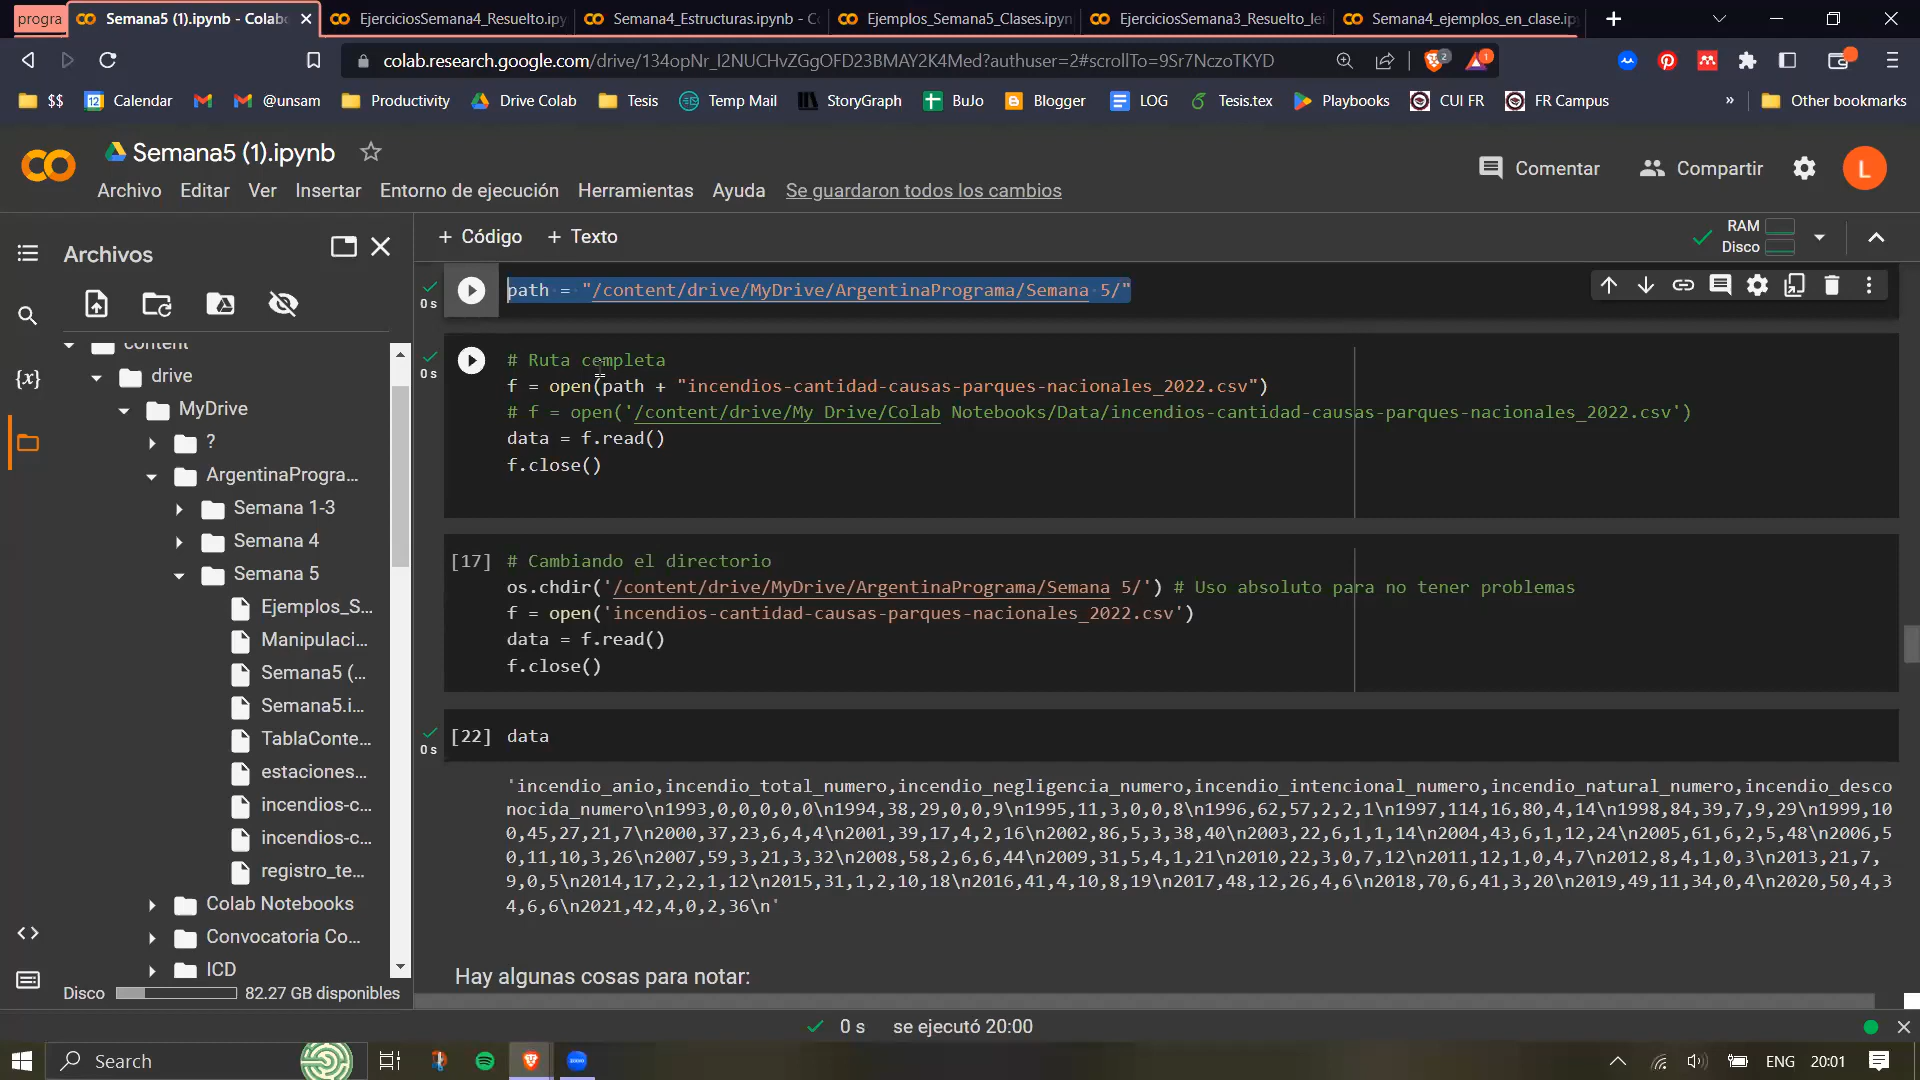 progra
Semana5 (1).ipynb - Colab
EjerciciosSemana4_Resuelto.ipy
Semana4_Estructuras.ipynb - C
Ejemplos_Semana5_Clases.ipyn
EjerciciosSemana3_Resuelto_lei
Semana4_ejemplos_en_clase.ip
colab.research.google.com/drive/134opNr_I2NUCHvZGgOFD23BMAY2K4Med?authuser=2#scrollTo=9Sr7NczoTKYD
2
1
$$
12
Calendar
@unsam
Productivity
Drive Colab
Tesis
Temp Mail
StoryGraph
BuJo
Blogger
LOG
Tesis.tex
Playbooks
CUI FR
FR Campus
»
Other bookmarks
Semana5 (1).ipynb
Comentar
Compartir
L
Archivo Editar Ver Insertar Entorno de ejecución Herramientas Ayuda Se guardaron todos los cambios
Archivos
+ Código + Texto
RAM
Disco
content
drive
MyDrive
?
ArgentinaProgra...
Semana 1-3
Semana 4
Semana 5
Ejemplos_S...
Manipulaci...
Semana5 (...
Semana5.i...
TablaConte...
estaciones...
incendios-c...
incendios-c...
registro_te...
Colab Notebooks
Convocatoria Co...
ICD
Disco 82.27 GB disponibles
{x}
<>
0 s
path = "/content/drive/MyDrive/ArgentinaPrograma/Semana 5/"
0 s
# Ruta completa
f = open(path + "incendios-cantidad-causas-parques-nacionales_2022.csv")
# f = open('/content/drive/My Drive/Colab Notebooks/Data/incendios-cantidad-causas-parques-nacionales_2022.csv')
data = f.read()
f.close()
[17] # Cambiando el directorio
os.chdir('/content/drive/MyDrive/ArgentinaPrograma/Semana 5/') # Uso absoluto para no tener problemas
f = open('incendios-cantidad-causas-parques-nacionales_2022.csv')
data = f.read()
f.close()
0 s
[22] data
'incendio_anio,incendio_total_numero,incendio_negligencia_numero,incendio_intencional_numero,incendio_natural_numero,incendio_desco
nocida_numero\n1993,0,0,0,0,0\n1994,38,29,0,0,9\n1995,11,3,0,0,8\n1996,62,57,2,2,1\n1997,114,16,80,4,14\n1998,84,39,7,9,29\n1999,10
0,45,27,21,7\n2000,37,23,6,4,4\n2001,39,17,4,2,16\n2002,86,5,3,38,40\n2003,22,6,1,1,14\n2004,43,6,1,12,24\n2005,61,6,2,5,48\n2006,5
0,11,10,3,26\n2007,59,3,21,3,32\n2008,58,2,6,6,44\n2009,31,5,4,1,21\n2010,22,3,0,7,12\n2011,12,1,0,4,7\n2012,8,4,1,0,3\n2013,21,7,
9,0,5\n2014,17,2,2,1,12\n2015,31,1,2,10,18\n2016,41,4,10,8,19\n2017,48,12,26,4,6\n2018,70,6,41,3,20\n2019,49,11,34,0,4\n2020,50,4,3
4,6,6\n2021,42,4,0,2,36\n'
Hay algunas cosas para notar:
0 s se ejecutó 20:00
Search
zoom
ENG
20:01